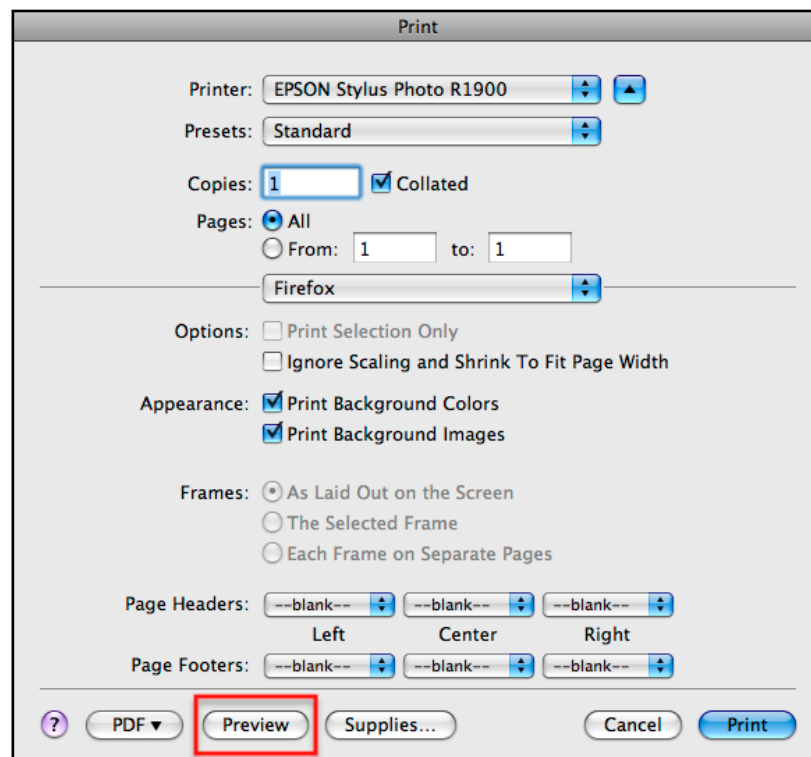 Print
Printer: EPSON Stylus Photo R1900
Presets: Standard
Copies: 1 Collated
Pages: All
From: 1 to: 1
Firefox
Options: Print Selection Only
Ignore Scaling and Shrink To Fit Page Width
Appearance: Print Background Colors
Print Background Images
Frames: As Laid Out on the Screen
The Selected Frame
Each Frame on Separate Pages
Page Headers: --blank-- --blank-- --blank--
Left Center Right
Page Footers: --blank-- --blank-- --blank--
? PDF▼ Preview Supplies... Cancel Print